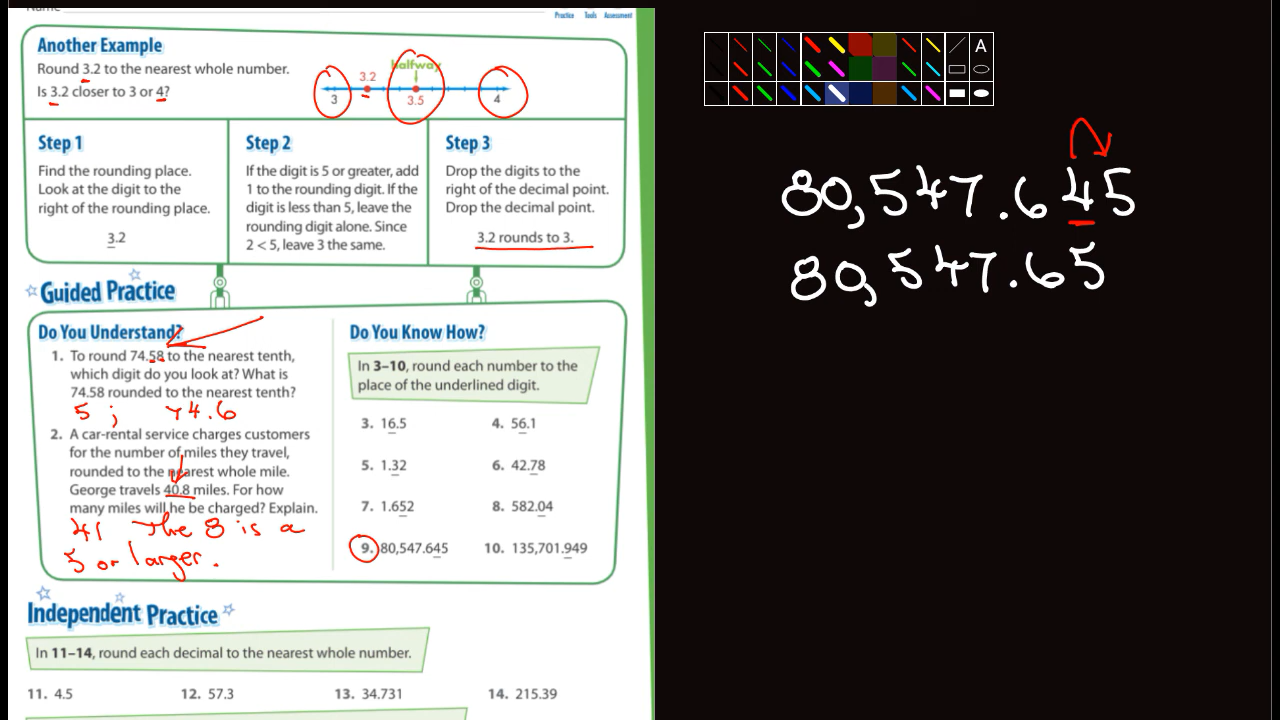 Practice Tools Assessment
Another Example
Round 3.2 to the nearest whole number.
Is 3.2 closer to 3 or 4?
halfway
3.2
3 3.5 4
Step 1
Find the rounding place.
Look at the digit to the
right of the rounding place.
3.2
Step 2
If the digit is 5 or greater, add
1 to the rounding digit. If the
digit is less than 5, leave the
rounding digit alone. Since
2 < 5, leave 3 the same.
Step 3
Drop the digits to the
right of the decimal point.
Drop the decimal point.
3.2 rounds to 3.
Guided Practice
Do You Understand?
1. To round 74.58 to the nearest tenth,
which digit do you look at? What is
74.58 rounded to the nearest tenth?
5 ; 74.6
2. A car-rental service charges customers
for the number of miles they travel,
rounded to the nearest whole mile.
George travels 40.8 miles. For how
many miles will he be charged? Explain.
41 The 8 is a
5 or larger.
Do You Know How?
In 3–10, round each number to the
place of the underlined digit.
3. 16.5 4. 56.1
5. 1.32 6. 42.78
7. 1.652 8. 582.04
9. 80,547.645 10. 135,701.949
Independent Practice
In 11–14, round each decimal to the nearest whole number.
11. 4.5 12. 57.3 13. 34.731 14. 215.39
A
80,547.645
80,547.65